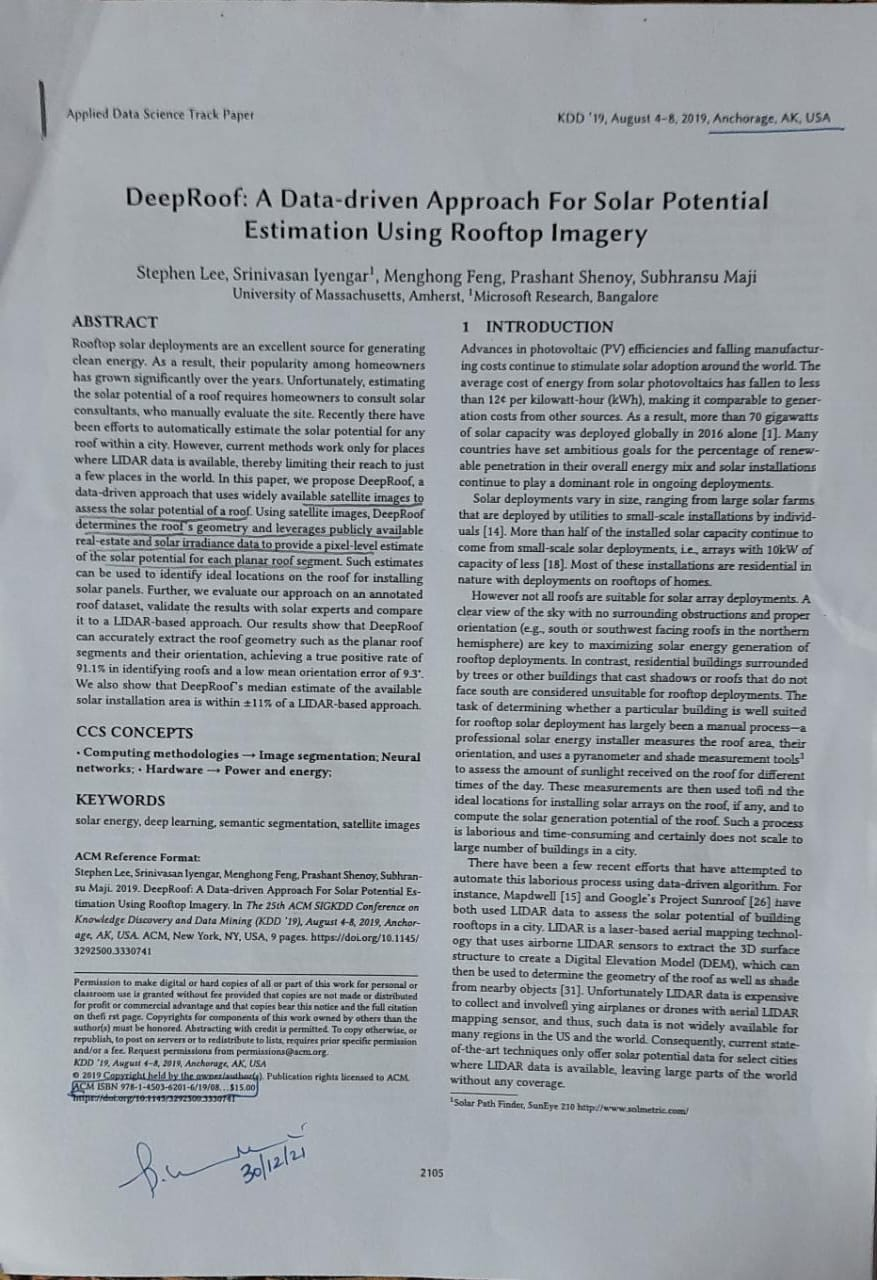 Applied Data Science Track Paper
KDD '19, August 4–8, 2019, Anchorage, AK, USA
DeepRoof: A Data-driven Approach For Solar Potential
Estimation Using Rooftop Imagery
Stephen Lee, Srinivasan Iyengar¹, Menghong Feng, Prashant Shenoy, Subhransu Maji
University of Massachusetts, Amherst, ¹Microsoft Research, Bangalore
ABSTRACT
Rooftop solar deployments are an excellent source for generating
clean energy. As a result, their popularity among homeowners
has grown significantly over the years. Unfortunately, estimating
the solar potential of a roof requires homeowners to consult solar
consultants, who manually evaluate the site. Recently there have
been efforts to automatically estimate the solar potential for any
roof within a city. However, current methods work only for places
where LIDAR data is available, thereby limiting their reach to just
a few places in the world. In this paper, we propose DeepRoof, a
data-driven approach that uses widely available satellite images to
assess the solar potential of a roof. Using satellite images, DeepRoof
determines the roof's geometry and leverages publicly available
real-estate and solar irradiance data to provide a pixel-level estimate
of the solar potential for each planar roof segment. Such estimates
can be used to identify ideal locations on the roof for installing
solar panels. Further, we evaluate our approach on an annotated
roof dataset, validate the results with solar experts and compare
it to a LIDAR-based approach. Our results show that DeepRoof
can accurately extract the roof geometry such as the planar roof
segments and their orientation, achieving a true positive rate of
91.1% in identifying roofs and a low mean orientation error of 9.3°.
We also show that DeepRoof's median estimate of the available
solar installation area is within ±11% of a LIDAR-based approach.
CCS CONCEPTS
• Computing methodologies → Image segmentation; Neural
networks; • Hardware → Power and energy;
KEYWORDS
solar energy, deep learning, semantic segmentation, satellite images
ACM Reference Format:
Stephen Lee, Srinivasan Iyengar, Menghong Feng, Prashant Shenoy, Subhran-
su Maji. 2019. DeepRoof: A Data-driven Approach For Solar Potential Es-
timation Using Rooftop Imagery. In The 25th ACM SIGKDD Conference on
Knowledge Discovery and Data Mining (KDD '19), August 4–8, 2019, Anchor-
age, AK, USA. ACM, New York, NY, USA, 9 pages. https://doi.org/10.1145/
3292500.3330741
Permission to make digital or hard copies of all or part of this work for personal or
classroom use is granted without fee provided that copies are not made or distributed
for profit or commercial advantage and that copies bear this notice and the full citation
on thefi rst page. Copyrights for components of this work owned by others than the
author(s) must be honored. Abstracting with credit is permitted. To copy otherwise, or
republish, to post on servers or to redistribute to lists, requires prior specific permission
and/or a fee. Request permissions from permissions@acm.org.
KDD '19, August 4–8, 2019, Anchorage, AK, USA
© 2019 Copyright held by the owner/author(s). Publication rights licensed to ACM.
ACM ISBN 978-1-4503-6201-6/19/08...$15.00
https://doi.org/10.1145/3292500.3330741
30/12/21
1 INTRODUCTION
Advances in photovoltaic (PV) efficiencies and falling manufactur-
ing costs continue to stimulate solar adoption around the world. The
average cost of energy from solar photovoltaics has fallen to less
than 12¢ per kilowatt-hour (kWh), making it comparable to gener-
ation costs from other sources. As a result, more than 70 gigawatts
of solar capacity was deployed globally in 2016 alone [1]. Many
countries have set ambitious goals for the percentage of renew-
able penetration in their overall energy mix and solar installations
continue to play a dominant role in ongoing deployments.
Solar deployments vary in size, ranging from large solar farms
that are deployed by utilities to small-scale installations by individ-
uals [14]. More than half of the installed solar capacity continue to
come from small-scale solar deployments, i.e., arrays with 10kW of
capacity of less [18]. Most of these installations are residential in
nature with deployments on rooftops of homes.
However not all roofs are suitable for solar array deployments. A
clear view of the sky with no surrounding obstructions and proper
orientation (e.g., south or southwest facing roofs in the northern
hemisphere) are key to maximizing solar energy generation of
rooftop deployments. In contrast, residential buildings surrounded
by trees or other buildings that cast shadows or roofs that do not
face south are considered unsuitable for rooftop deployments. The
task of determining whether a particular building is well suited
for rooftop solar deployment has largely been a manual process—a
professional solar energy installer measures the roof area, their
orientation, and uses a pyranometer and shade measurement tools¹
to assess the amount of sunlight received on the roof for different
times of the day. These measurements are then used tofi nd the
ideal locations for installing solar arrays on the roof, if any, and to
compute the solar generation potential of the roof. Such a process
is laborious and time-consuming and certainly does not scale to
large number of buildings in a city.
There have been a few recent efforts that have attempted to
automate this laborious process using data-driven algorithm. For
instance, Mapdwell [15] and Google's Project Sunroof [26] have
both used LIDAR data to assess the solar potential of building
rooftops in a city. LIDAR is a laser-based aerial mapping technol-
ogy that uses airborne LIDAR sensors to extract the 3D surface
structure to create a Digital Elevation Model (DEM), which can
then be used to determine the geometry of the roof as well as shade
from nearby objects [31]. Unfortunately LIDAR data is expensive
to collect and involvefl ying airplanes or drones with aerial LIDAR
mapping sensor, and thus, such data is not widely available for
many regions in the US and the world. Consequently, current state-
of-the-art techniques only offer solar potential data for select cities
where LIDAR data is available, leaving large parts of the world
without any coverage.
¹Solar Path Finder, SunEye 210 http://www.solmetric.com/
2105